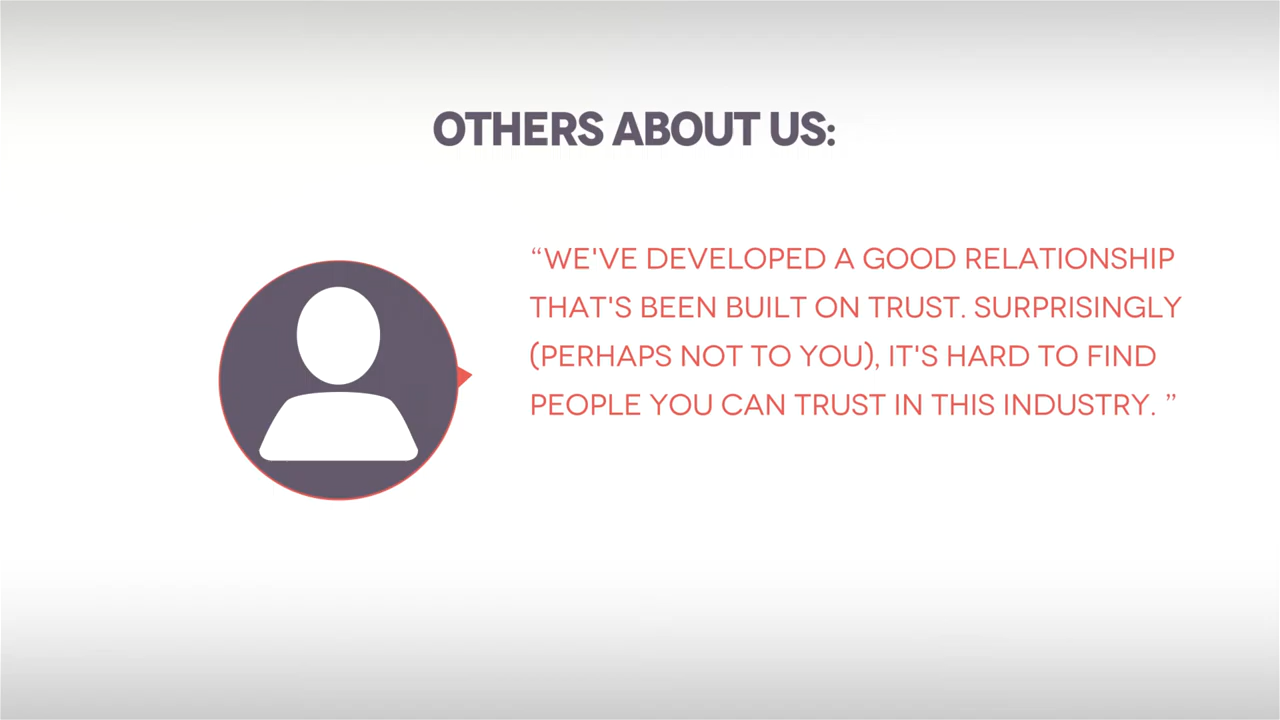 OTHERS ABOUT US:
“WE'VE DEVELOPED A GOOD RELATIONSHIP
THAT'S BEEN BUILT ON TRUST. SURPRISINGLY
(PERHAPS NOT TO YOU), IT'S HARD TO FIND
PEOPLE YOU CAN TRUST IN THIS INDUSTRY. ”